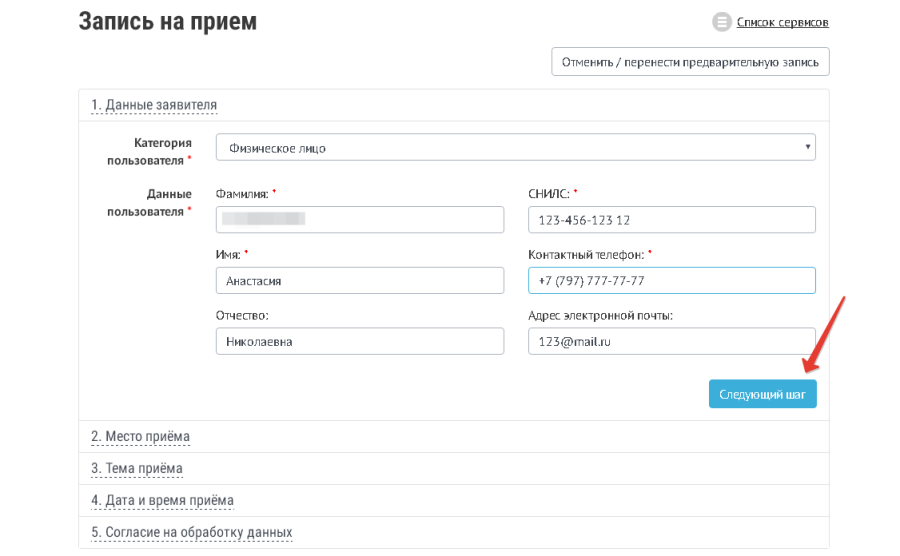 Запись на прием
Список сервисов
Отменить / перенести предварительную запись
1. Данные заявителя
Категория
пользователя *
Физическое лицо
Данные
пользователя *
Фамилия: *
СНИЛС: *
123-456-123 12
Имя: *
Контактный телефон: *
Анастасия
+7 (797) 777-77-77
Отчество:
Адрес электронной почты:
Николаевна
123@mail.ru
Следующий шаг
2. Место приёма
3. Тема приёма
4. Дата и время приёма
5. Согласие на обработку данных